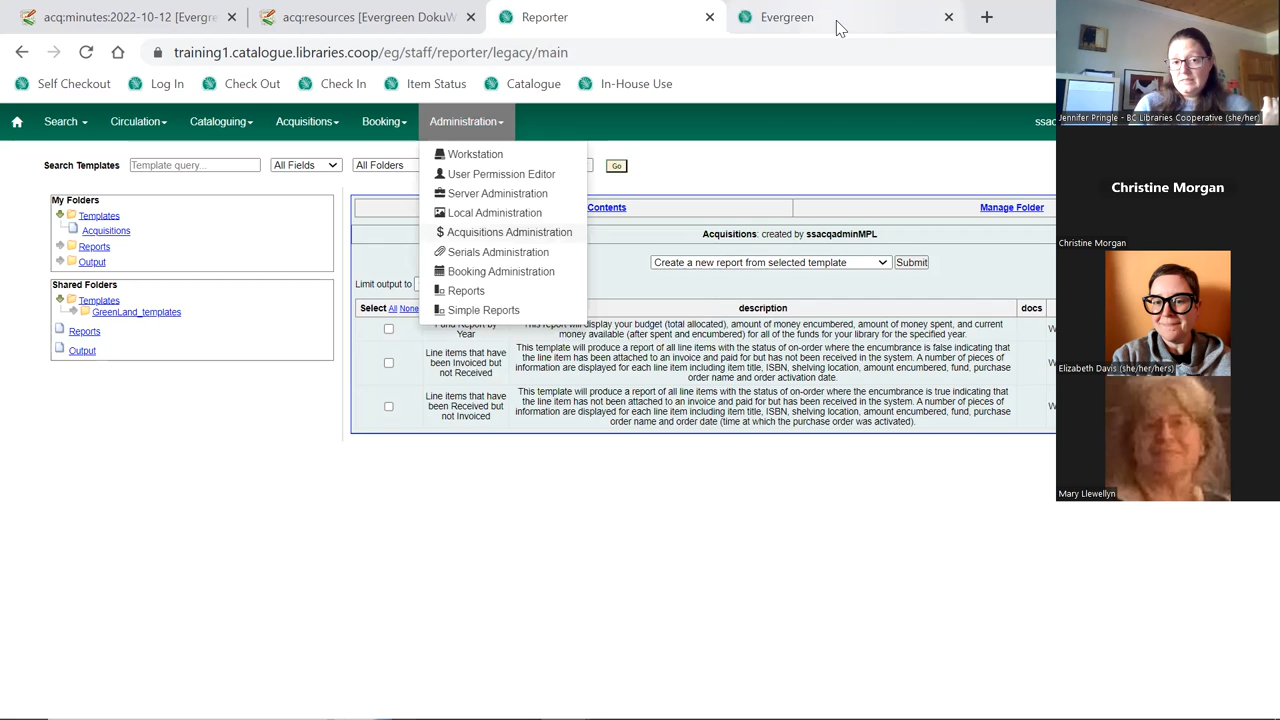 acq:minutes:2022-10-12 [Evergre
acq:resources [Evergreen DokuW
Reporter
Evergreen
training1.catalogue.libraries.coop/eg/staff/reporter/legacy/main
Self Checkout
Log In
Check Out
Check In
Item Status
Catalogue
In-House Use
Search
Circulation
Cataloguing
Acquisitions
Booking
Administration
ssac
Search Templates
Template query...
All Fields
All Folders
Go
Workstation
User Permission Editor
Server Administration
Local Administration
Acquisitions Administration
Serials Administration
Booking Administration
Reports
Simple Reports
My Folders
Templates
Acquisitions
Reports
Output
Shared Folders
Templates
GreenLand_templates
Reports
Output
Contents
Manage Folder
Acquisitions: created by ssacqadminMPL
Create a new report from selected template
Submit
Limit output to
Select All None
description
docs
Fund Report by
Year
This report will display your budget (total allocated), amount of money encumbered, amount of money spent, and current
money available (after spent and encumbered) for all of the funds for your library for the specified year.
W
Line items that have
been Invoiced but
not Received
This template will produce a report of all line items with the status of on-order where the encumbrance is false indicating that
the line item has been attached to an invoice and paid for but has not been received in the system. A number of pieces of
information are displayed for each line item including item title, ISBN, shelving location, amount encumbered, fund, purchase
order name and order activation date.
W
Line items that have
been Received but
not Invoiced
This template will produce a report of all line items with the status of on-order where the encumbrance is true indicating that
the line item has not been attached to an invoice and paid for but has been received in the system. A number of pieces of
information are displayed for each line item including item title, ISBN, shelving location, amount encumbered, fund, purchase
order name and order date (time at which the purchase order was activated).
W
Jennifer Pringle - BC Libraries Cooperative (she/her)
Christine Morgan
Christine Morgan
Elizabeth Davis (she/her/hers)
Mary Llewellyn